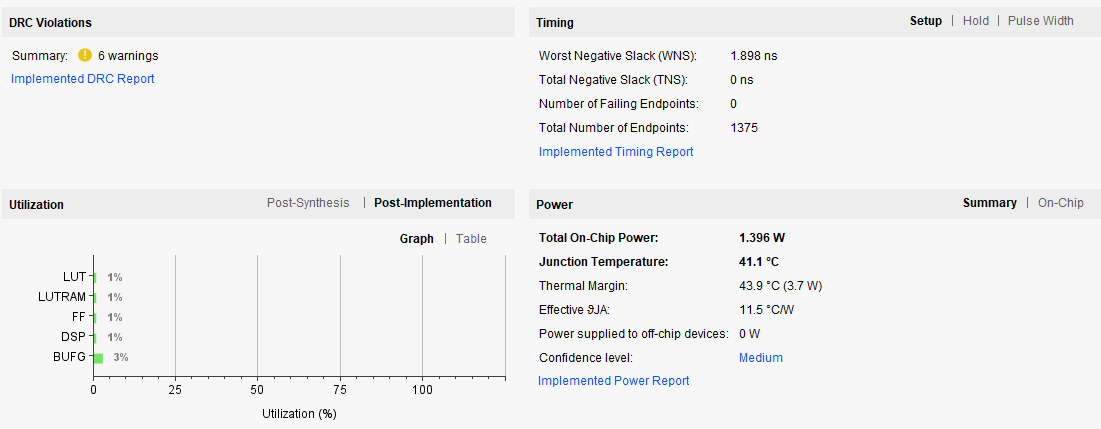 DRC Violations
Summary: 6 warnings
Implemented DRC Report
Timing Setup | Hold | Pulse Width
Worst Negative Slack (WNS): 1.898 ns
Total Negative Slack (TNS): 0 ns
Number of Failing Endpoints: 0
Total Number of Endpoints: 1375
Implemented Timing Report
Utilization Post-Synthesis | Post-Implementation
Graph | Table
LUT 1%
LUTRAM 1%
FF 1%
DSP 1%
BUFG 3%
0 25 50 75 100
Utilization (%)
Power Summary | On-Chip
Total On-Chip Power: 1.396 W
Junction Temperature: 41.1 °C
Thermal Margin: 43.9 °C (3.7 W)
Effective ϑJA: 11.5 °C/W
Power supplied to off-chip devices: 0 W
Confidence level: Medium
Implemented Power Report